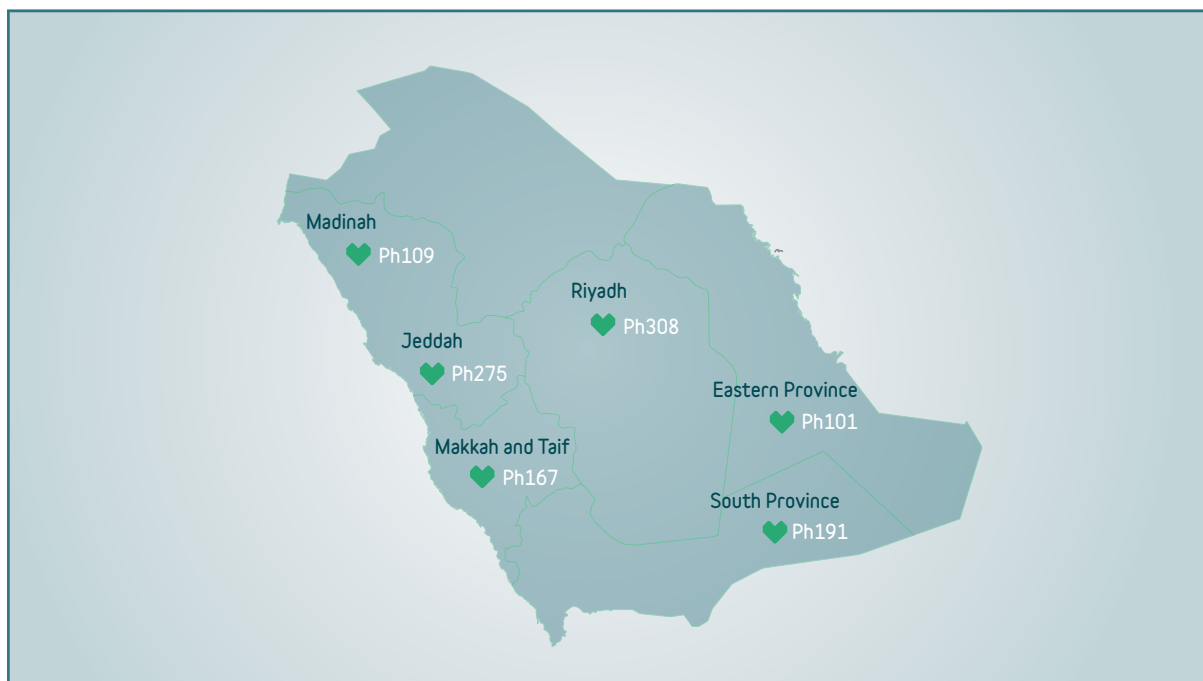 Madinah
Ph109
Riyadh
Ph308
Jeddah
Ph275
Eastern Province
Ph101
Makkah and Taif
Ph167
South Province
Ph191